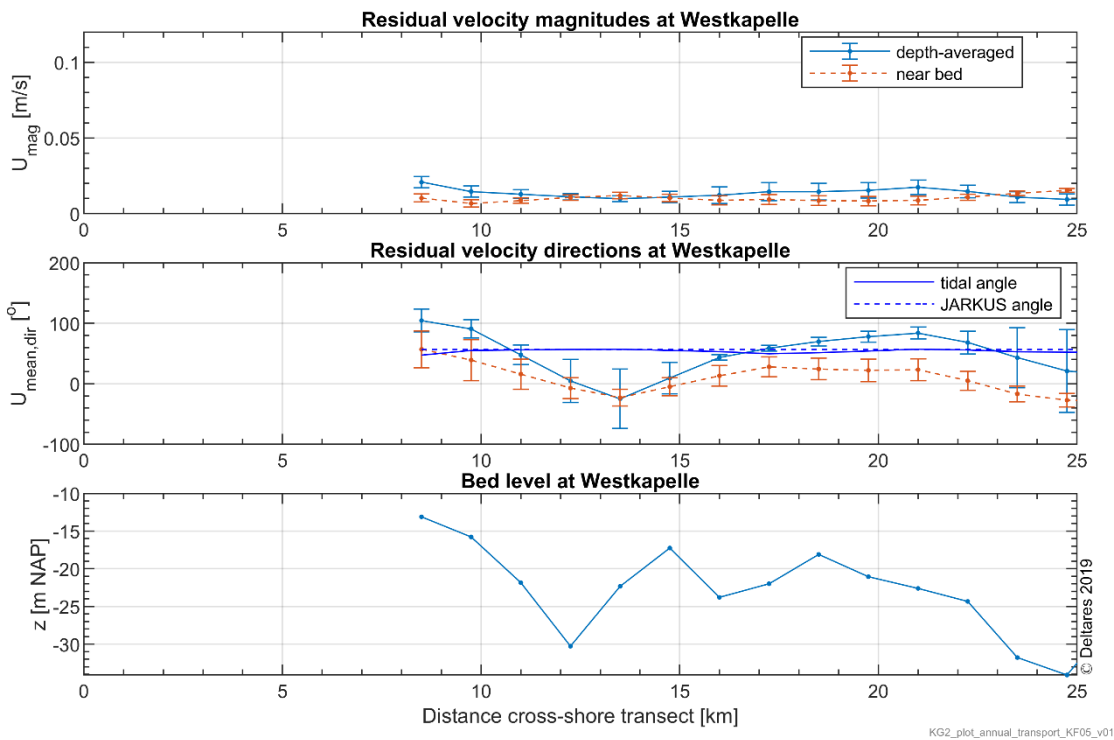 Residual velocity magnitudes at Westkapelle
U_mag [m/s]
0.1
0.05
0
depth-averaged
near bed
0 5 10 15 20 25
Residual velocity directions at Westkapelle
U_mean,dir [°]
200
100
0
-100
tidal angle
JARKUS angle
0 5 10 15 20 25
Bed level at Westkapelle
z [m NAP]
-10
-15
-20
-25
-30
© Deltares 2019
0 5 10 15 20 25
Distance cross-shore transect [km]
KG2_plot_annual_transport_KF05_v01